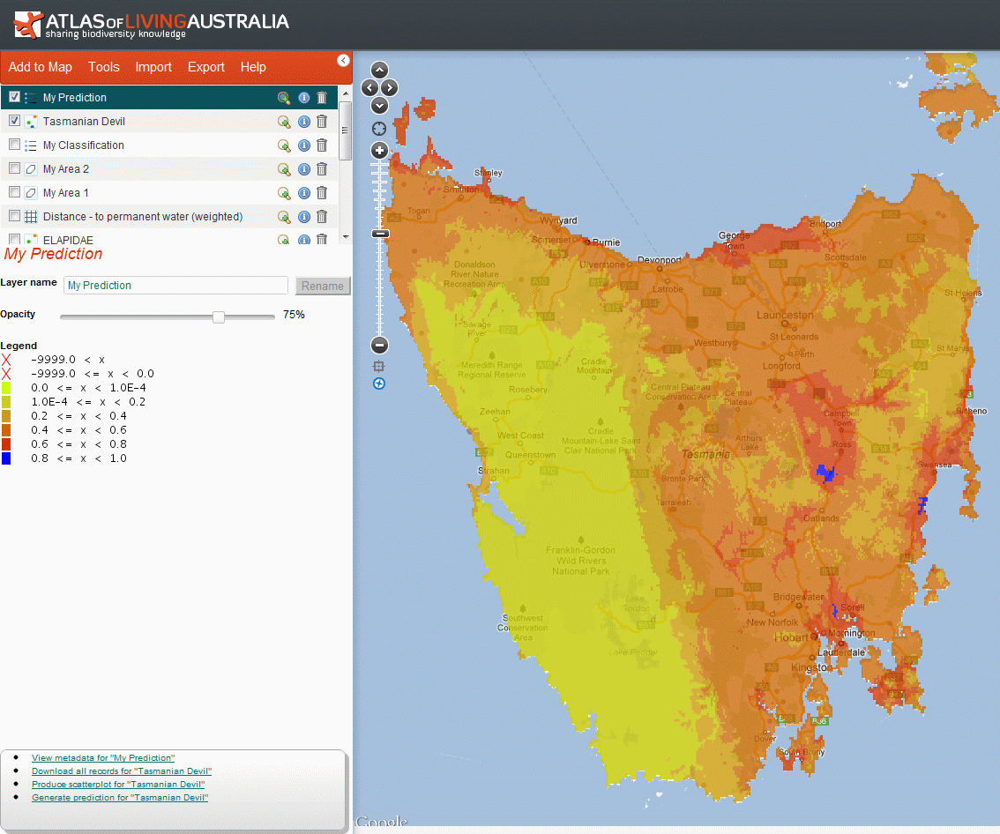 ATLAS OF LIVING AUSTRALIA
sharing biodiversity knowledge
Add to Map Tools Import Export Help
My Prediction
Tasmanian Devil
My Classification
My Area 2
My Area 1
Distance - to permanent water (weighted)
ELAPIDAE
My Prediction
Layer name My Prediction Rename
Opacity 75%
Legend
-9999.0 < x
-9999.0 <= x < 0.0
0.0 <= x < 1.0E-4
1.0E-4 <= x < 0.2
0.2 <= x < 0.4
0.4 <= x < 0.6
0.6 <= x < 0.8
0.8 <= x < 1.0
View metadata for "My Prediction"
Download all records for "Tasmanian Devil"
Produce scatterplot for "Tasmanian Devil"
Generate prediction for "Tasmanian Devil"
Stanley
Smithton
Togari
Wynyard
Somerset
Burnie
Ulverstone
Devonport
Latrobe
George
Town
Bridport
Scottsdale
St Helens
Donaldson
River Nature
Recreation Area
Savage
River
Launceston
St Leonards
Westbury
Perth
Longford
St Marys
Meredith Range
Regional Reserve
Cradle
Mountain
Rosebery
Central Plateau
Conservation Area
Central
Plateau
Zeehan
Campbell
Town
Bicheno
West Coast
Cradle
Mountain-Lake Saint
Clair National Park
Arthurs
Lake
Ross
Queenstown
Tasmania
Swansea
Strahan
Bronte Park
Tarraleah
Oatlands
Franklin-Gordon
Wild Rivers
National Park
Lake
Gordon
Bridgewater
Sorell
Southwest
Conservation
Area
New Norfolk
Hobart
Mornington
Lake Pedder
Lauderdale
Kingston
Dover
South Bruny
Google